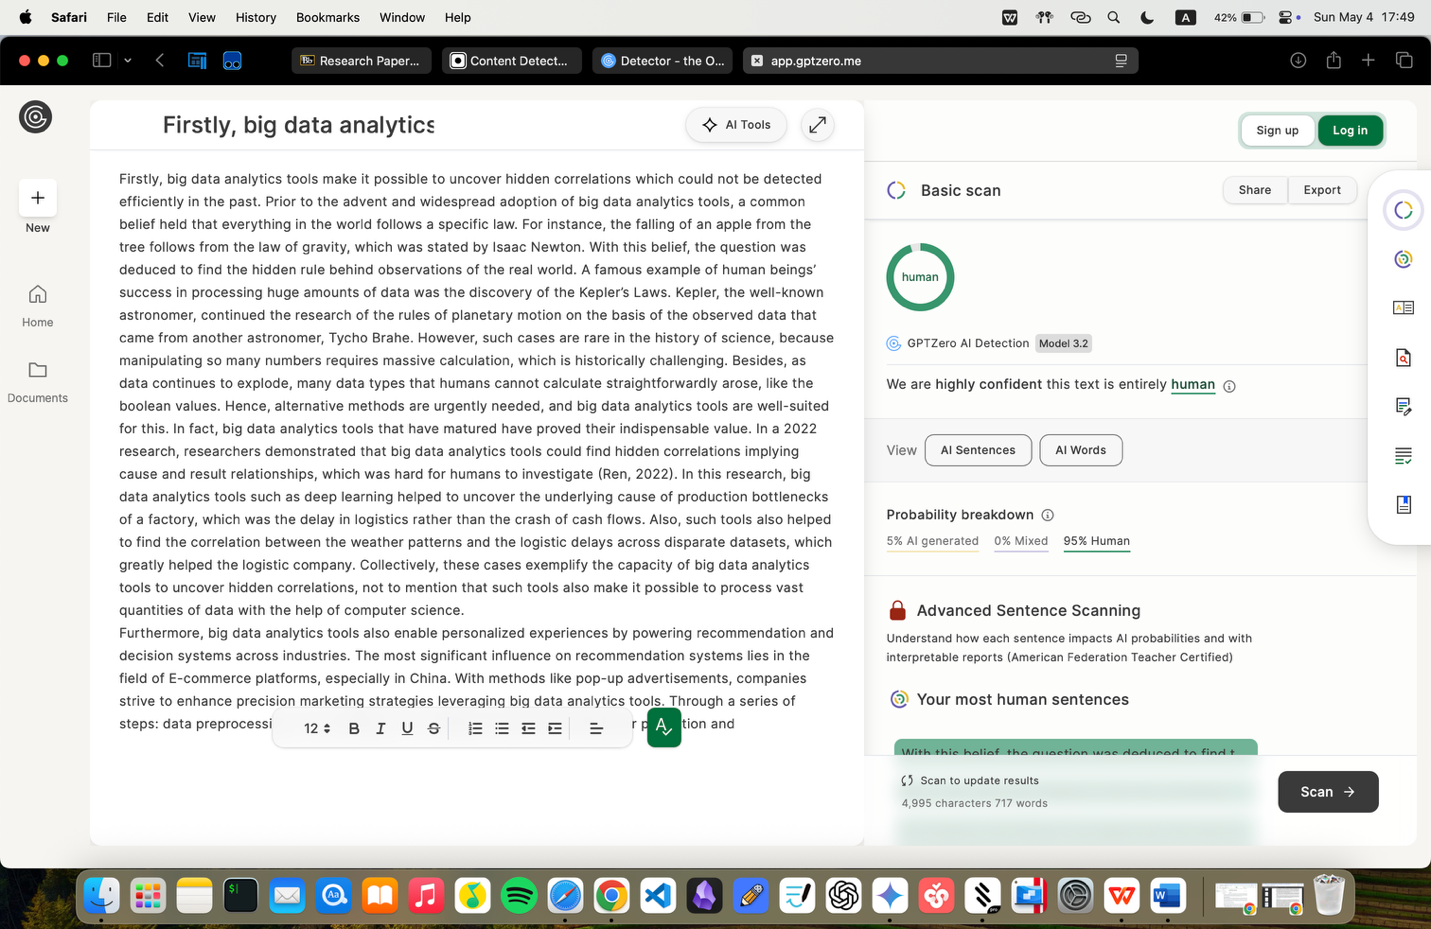 Safari File Edit View History Bookmarks Window Help A 42% Sun May 4 17:49
Research Paper... Content Detect... Detector - the O... app.gptzero.me
Firstly, big data analytics
AI Tools
Sign up Log in
New
Home
Documents
Firstly, big data analytics tools make it possible to uncover hidden correlations which could not be detected
efficiently in the past. Prior to the advent and widespread adoption of big data analytics tools, a common
belief held that everything in the world follows a specific law. For instance, the falling of an apple from the
tree follows from the law of gravity, which was stated by Isaac Newton. With this belief, the question was
deduced to find the hidden rule behind observations of the real world. A famous example of human beings’
success in processing huge amounts of data was the discovery of the Kepler’s Laws. Kepler, the well-known
astronomer, continued the research of the rules of planetary motion on the basis of the observed data that
came from another astronomer, Tycho Brahe. However, such cases are rare in the history of science, because
manipulating so many numbers requires massive calculation, which is historically challenging. Besides, as
data continues to explode, many data types that humans cannot calculate straightforwardly arose, like the
boolean values. Hence, alternative methods are urgently needed, and big data analytics tools are well-suited
for this. In fact, big data analytics tools that have matured have proved their indispensable value. In a 2022
research, researchers demonstrated that big data analytics tools could find hidden correlations implying
cause and result relationships, which was hard for humans to investigate (Ren, 2022). In this research, big
data analytics tools such as deep learning helped to uncover the underlying cause of production bottlenecks
of a factory, which was the delay in logistics rather than the crash of cash flows. Also, such tools also helped
to find the correlation between the weather patterns and the logistic delays across disparate datasets, which
greatly helped the logistic company. Collectively, these cases exemplify the capacity of big data analytics
tools to uncover hidden correlations, not to mention that such tools also make it possible to process vast
quantities of data with the help of computer science.
Furthermore, big data analytics tools also enable personalized experiences by powering recommendation and
decision systems across industries. The most significant influence on recommendation systems lies in the
field of E-commerce platforms, especially in China. With methods like pop-up advertisements, companies
strive to enhance precision marketing strategies leveraging big data analytics tools. Through a series of
steps: data preprocessi and
12 B I U S
Basic scan
Share Export
human
GPTZero AI Detection Model 3.2
We are highly confident this text is entirely human
View AI Sentences AI Words
Probability breakdown
5% AI generated 0% Mixed 95% Human
Advanced Sentence Scanning
Understand how each sentence impacts AI probabilities and with
interpretable reports (American Federation Teacher Certified)
Your most human sentences
With this belief, the question was deduced to find t
Scan to update results
4,995 characters 717 words
Scan